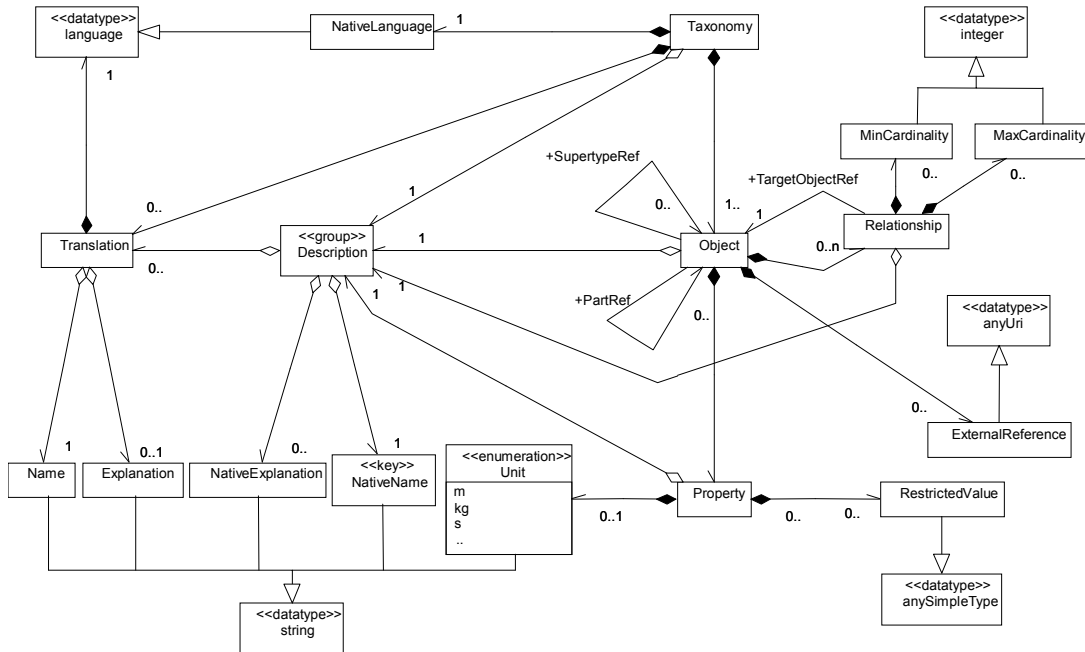 <<datatype>>
language
NativeLanguage
1
Taxonomy
<<datatype>>
integer
1
MinCardinality
MaxCardinality
+SupertypeRef
0..
0..
+TargetObjectRef
1
0..
0..
1..
1
Translation
<<group>>
Description
1
Object
Relationship
0..
0..n
1
1
+PartRef
0..
<<datatype>>
anyUri
0..
1
0..1
0..
1
<<enumeration>>
Unit
m
kg
s
..
ExternalReference
Name
Explanation
NativeExplanation
<<key>>
NativeName
Property
RestrictedValue
0..1
0..
0..
<<datatype>>
string
<<datatype>>
anySimpleType